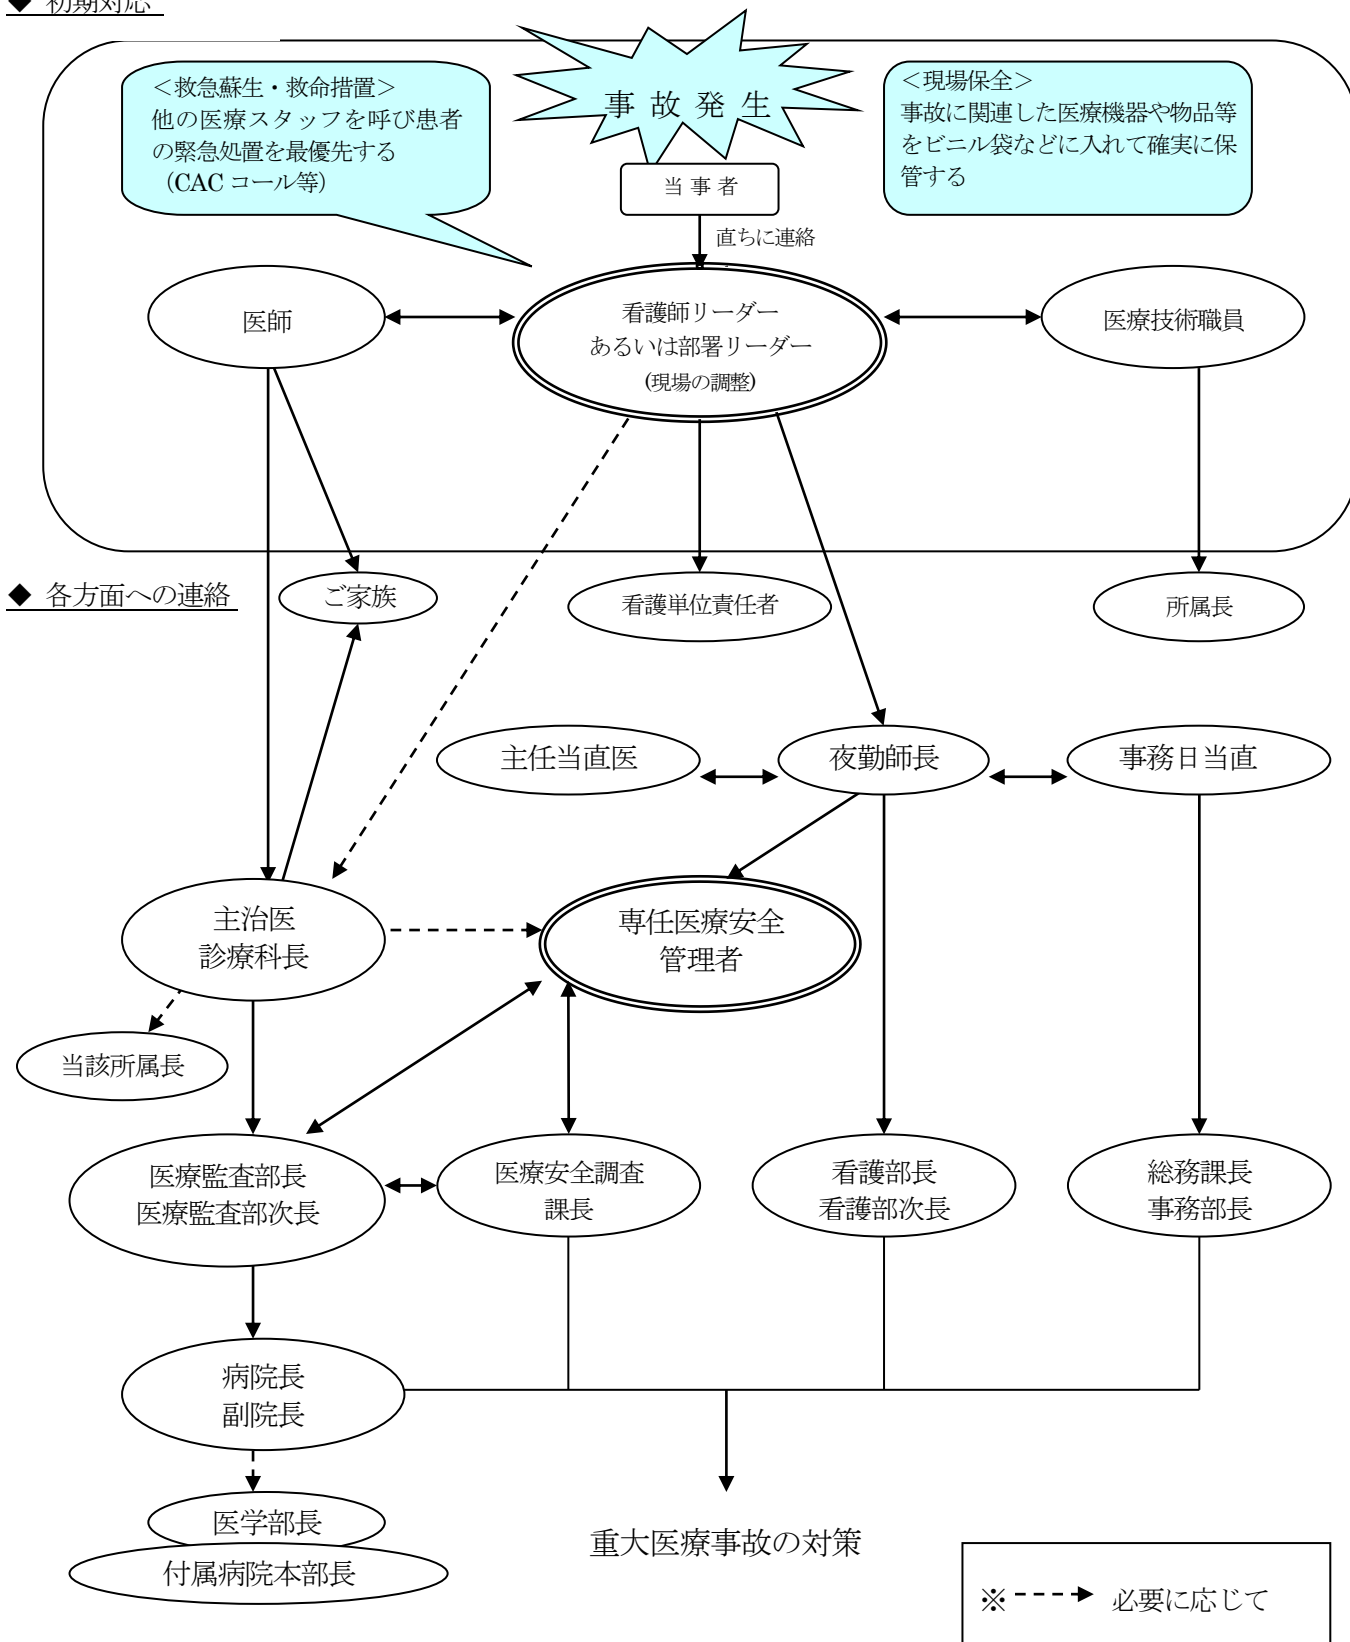 ◆ 初期対応
＜救急蘇生・救命措置＞
他の医療スタッフを呼び患者
の緊急処置を最優先する
（CAC コール等）
事 故 発 生
＜現場保全＞
事故に関連した医療機器や物品等
をビニル袋などに入れて確実に保
管する
当 事 者
直ちに連絡
医師
看護師リーダー
あるいは部署リーダー
(現場の調整)
医療技術職員
◆ 各方面への連絡
ご家族
看護単位責任者
所属長
主任当直医
夜勤師長
事務日当直
主治医
診療科長
専任医療安全
管理者
当該所属長
医療監査部長
医療監査部次長
医療安全調査
課長
看護部長
看護部次長
総務課長
事務部長
病院長
副院長
医学部長
付属病院本部長
重大医療事故の対策
※ 必要に応じて